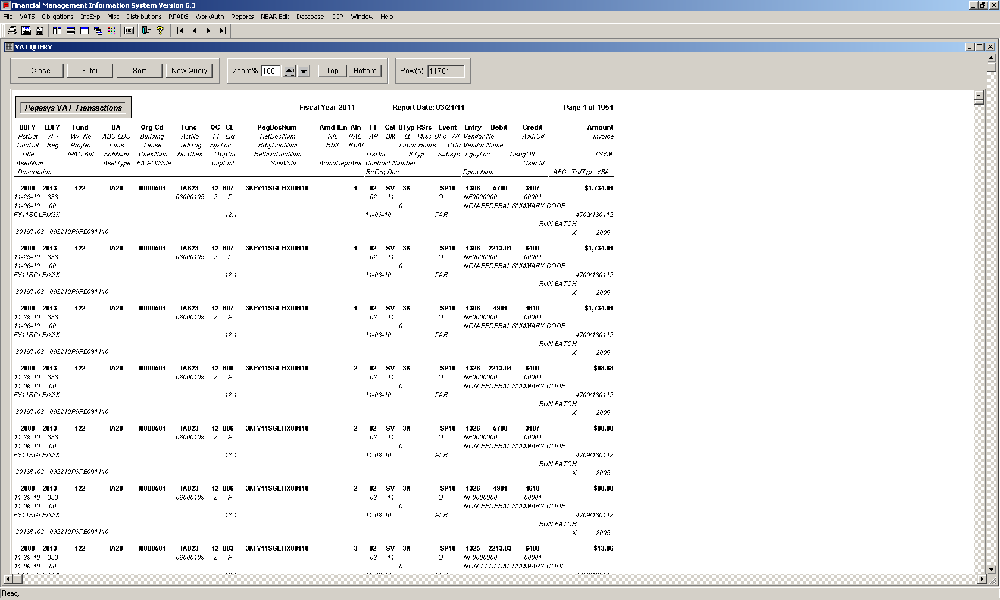 Financial Management Information System Version 6.3
File VATS Obligations IncExp Misc Distributions RPADS WorkAuth Reports NEAR Edit Database CCR Window Help
OK
VAT QUERY
Close Filter Sort New Query Zoom% 100 Top Bottom Row(s) 11701
Pegasys VAT Transactions Fiscal Year 2011 Report Date: 03/21/11 Page 1 of 1951
BBFY EBFY Fund BA Org Cd Func OC CE PegDocNum Amd ILn Aln TT Cat DTyp RSrc Event Entry Debit Credit Amount
PstDat VAT WA No ABC LDS Building ActNo FI Liq RefDocNum RIL RAL AP BM Lt Misc DAc WI Vendor No AddrCd Invoice
DocDat Reg ProjNo Alias Lease VehTag SysLoc RfbyDocNum RbIL RbAL Labor Hours CCtr Vendor Name
Title IPAC Bill SchNum ChekNum No Chek ObjCat RefInvcDocNum TrsDat RTyp Subsys AgcyLoc DsbgOff TSYM
AsetNum AsetType FA PO/Sale CapAmt SalvValu AcmdDeprAmt Contract Number User Id
Description ReOrg Doc Dpos Num ABC TrdTyp YBA
2009 2013 122 IA20 I00D0504 IAB23 12 B07 3KFY11SGLFIX00110 1 02 SV 3K SP10 1308 5700 3107 $1,734.91
11-29-10 333 06000109 2 P 02 11 O NF0000000 00001
11-06-10 00 0 NON-FEDERAL SUMMARY CODE
FY11SGLFIX3K 12.1 11-06-10 PAR 4709/130112
RUN BATCH
20165102 092210P6PE091110 X 2009
2009 2013 122 IA20 I00D0504 IAB23 12 B07 3KFY11SGLFIX00110 1 02 SV 3K SP10 1308 2213.01 6400 $1,734.91
11-29-10 333 06000109 2 P 02 11 O NF0000000 00001
11-06-10 00 0 NON-FEDERAL SUMMARY CODE
FY11SGLFIX3K 12.1 11-06-10 PAR 4709/130112
RUN BATCH
20165102 092210P6PE091110 X 2009
2009 2013 122 IA20 I00D0504 IAB23 12 B07 3KFY11SGLFIX00110 1 02 SV 3K SP10 1308 4901 4610 $1,734.91
11-29-10 333 06000109 2 P 02 11 O NF0000000 00001
11-06-10 00 0 NON-FEDERAL SUMMARY CODE
FY11SGLFIX3K 12.1 11-06-10 PAR 4709/130112
RUN BATCH
20165102 092210P6PE091110 X 2009
2009 2013 122 IA20 I00D0504 IAB23 12 B06 3KFY11SGLFIX00110 2 02 SV 3K SP10 1326 2213.04 6400 $98.88
11-29-10 333 06000109 2 P 02 11 O NF0000000 00001
11-06-10 00 0 NON-FEDERAL SUMMARY CODE
FY11SGLFIX3K 12.1 11-06-10 PAR 4709/130112
RUN BATCH
20165102 092210P6PE091110 X 2009
2009 2013 122 IA20 I00D0504 IAB23 12 B06 3KFY11SGLFIX00110 2 02 SV 3K SP10 1326 5700 3107 $98.88
11-29-10 333 06000109 2 P 02 11 O NF0000000 00001
11-06-10 00 0 NON-FEDERAL SUMMARY CODE
FY11SGLFIX3K 12.1 11-06-10 PAR 4709/130112
RUN BATCH
20165102 092210P6PE091110 X 2009
2009 2013 122 IA20 I00D0504 IAB23 12 B06 3KFY11SGLFIX00110 2 02 SV 3K SP10 1326 4901 4610 $98.88
11-29-10 333 06000109 2 P 02 11 O NF0000000 00001
11-06-10 00 0 NON-FEDERAL SUMMARY CODE
FY11SGLFIX3K 12.1 11-06-10 PAR 4709/130112
RUN BATCH
20165102 092210P6PE091110 X 2009
2009 2013 122 IA20 I00D0504 IAB23 12 B03 3KFY11SGLFIX00110 3 02 SV 3K SP10 1325 2213.03 6400 $13.86
11-29-10 333 06000109 2 P 02 11 O NF0000000 00001
11-06-10 00 0 NON-FEDERAL SUMMARY CODE
Ready